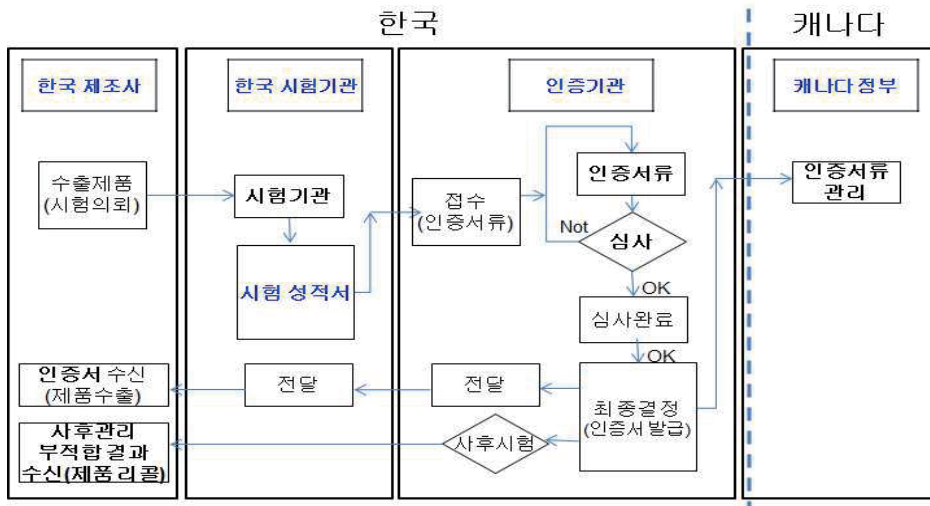 한국
캐나다
한국 제조사
한국 시험기관
인증기관
캐나다 정부
수출제품
(시험의뢰)
시험기관
시험 성적서
접수
(인증서류)
인증서류
Not
심사
OK
심사완료
OK
인증서류
관리
인증서 수신
(제품수출)
전달
전달
최종결정
(인증서 발급)
사후관리
부적합 결과
수신(제품 리콜)
사후시험